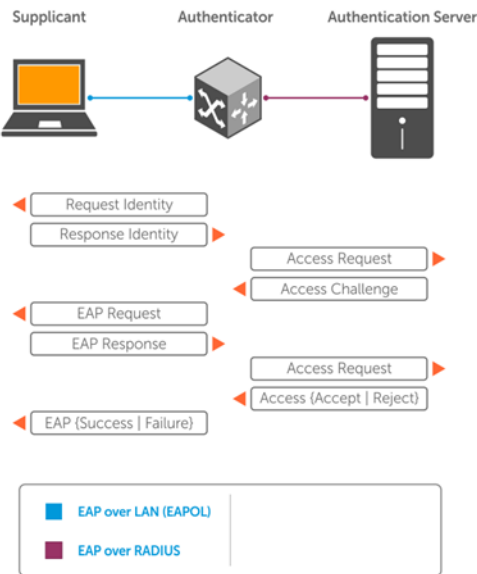 Supplicant Authenticator Authentication Server
Request Identity
Response Identity
Access Request
Access Challenge
EAP Request
EAP Response
Access Request
Access {Accept | Reject}
EAP {Success | Failure}
EAP over LAN (EAPOL)
EAP over RADIUS